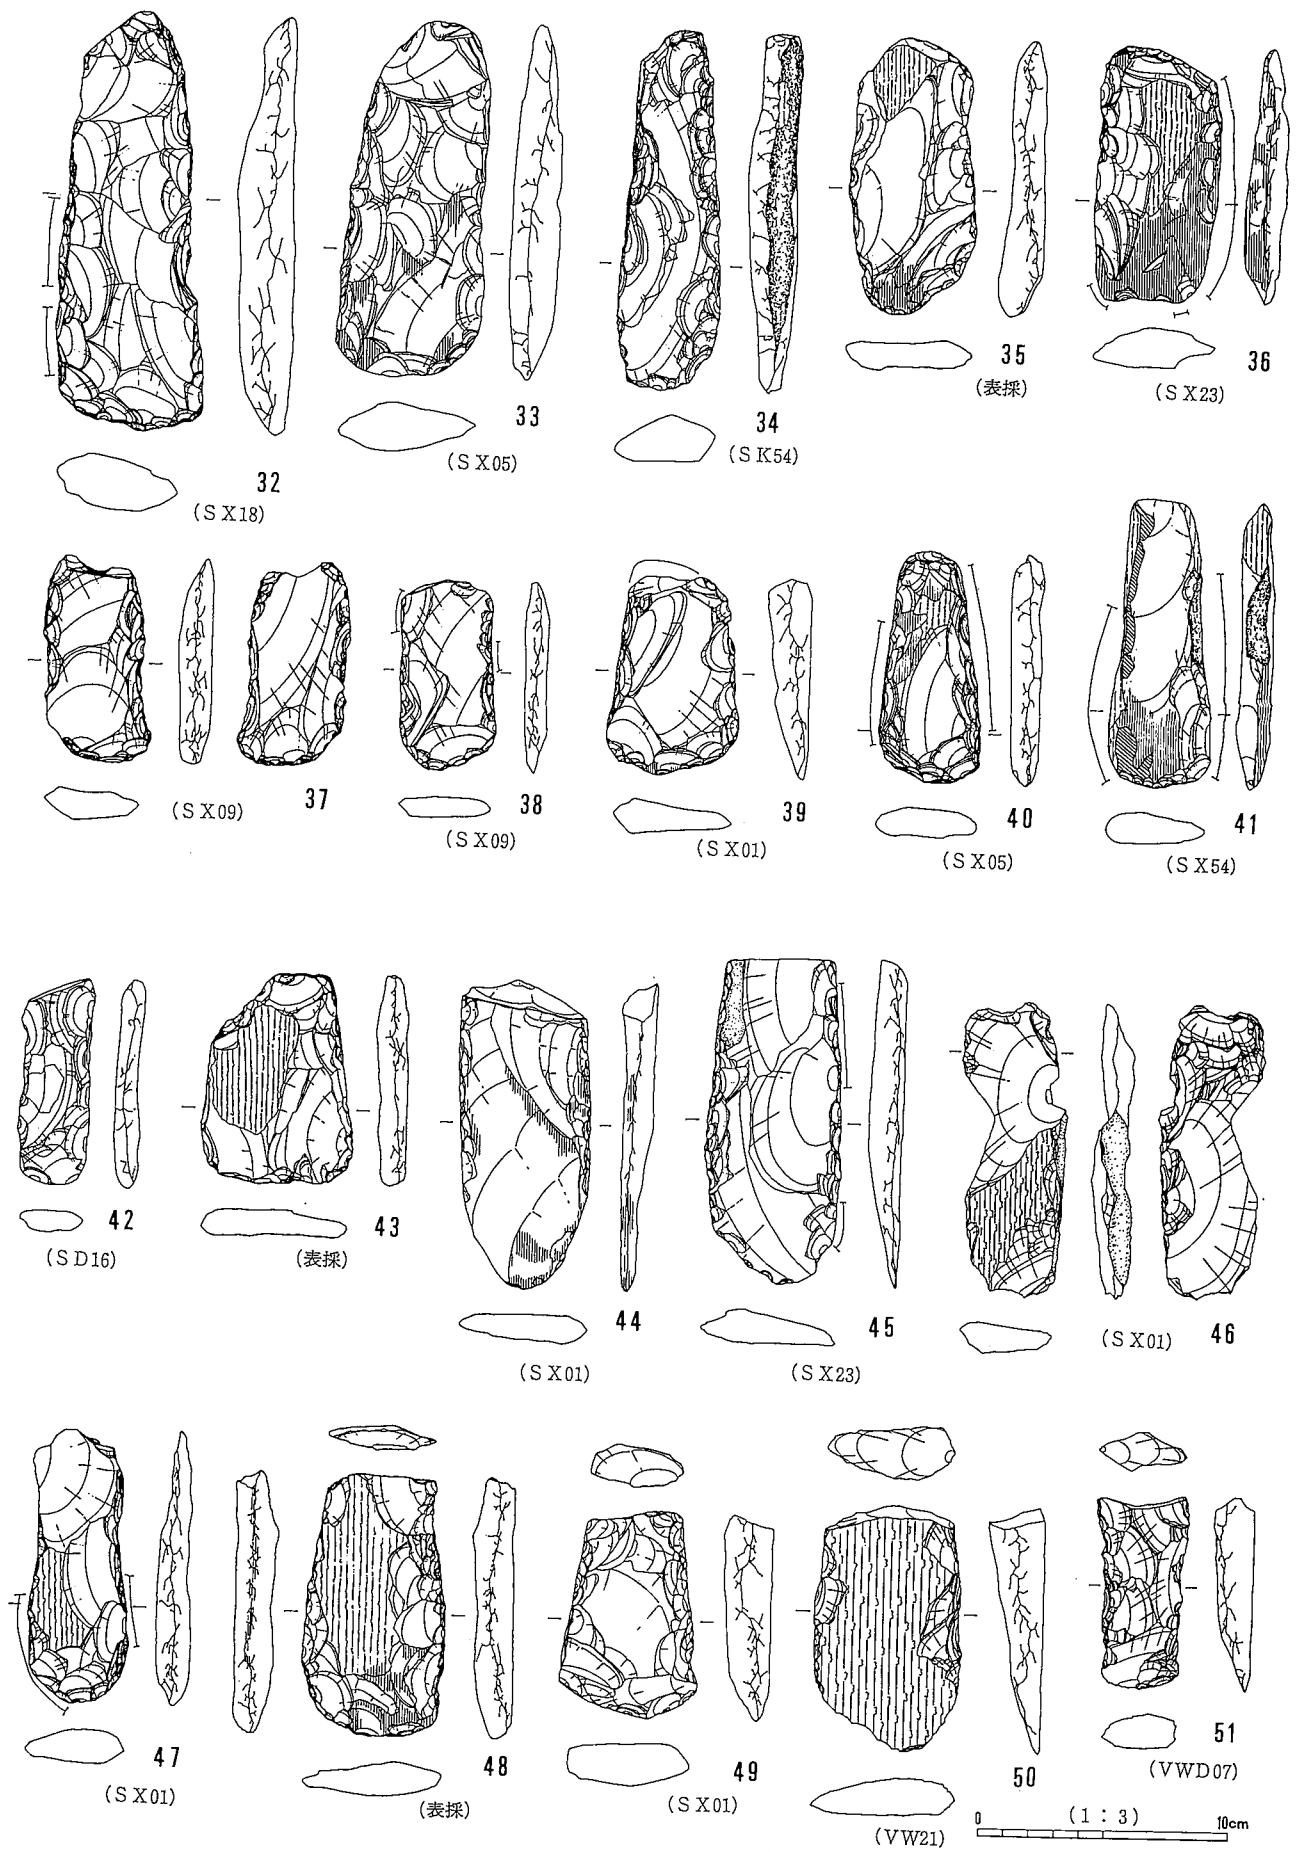 32
(SX18)
33
(SX05)
34
(SK54)
35
(表採)
36
(SX23)
37
(SX09)
38
(SX09)
39
(SX01)
40
(SX05)
41
(SX54)
42
(SD16)
43
(表採)
44
(SX01)
45
(SX23)
46
(SX01)
47
(SX01)
48
(表採)
49
(SX01)
50
(VW21)
51
(VWD07)
(1:3)
0 10cm